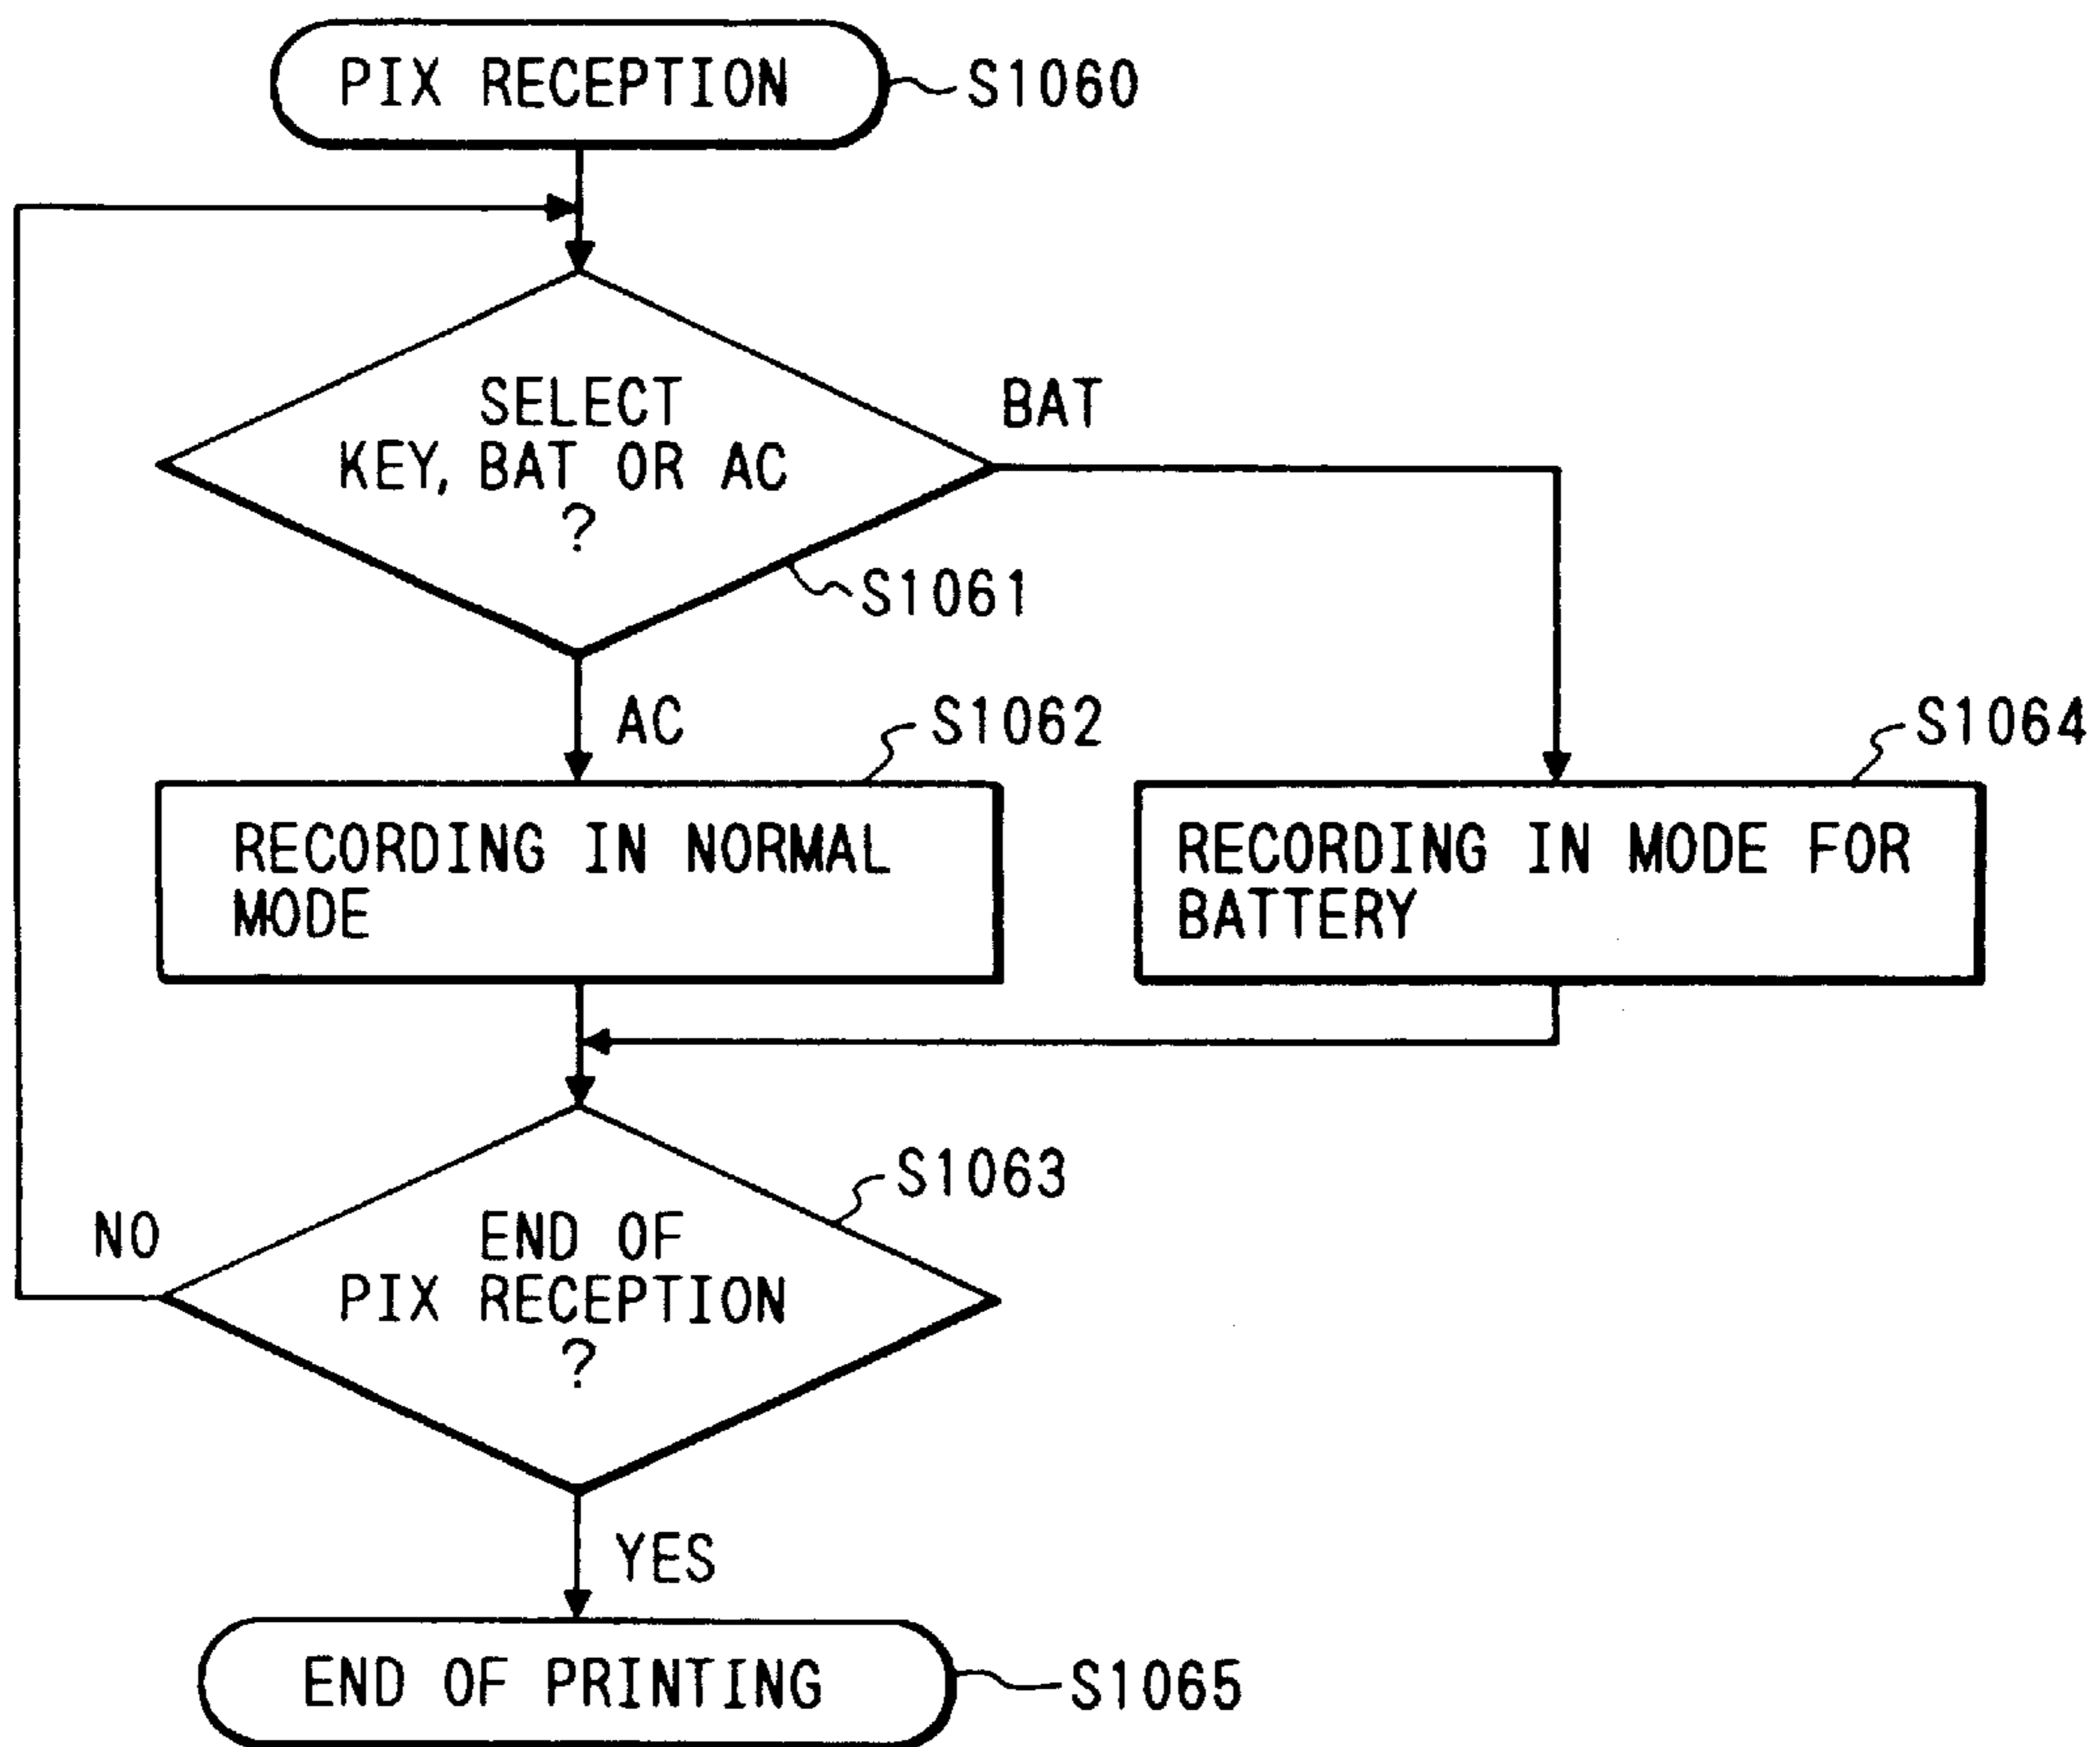 PIX RECEPTION
S1060
SELECT
KEY, BAT OR AC
?
BAT
S1061
AC
S1062
S1064
RECORDING IN NORMAL
MODE
RECORDING IN MODE FOR
BATTERY
S1063
NO
END OF
PIX RECEPTION
?
YES
END OF PRINTING
S1065